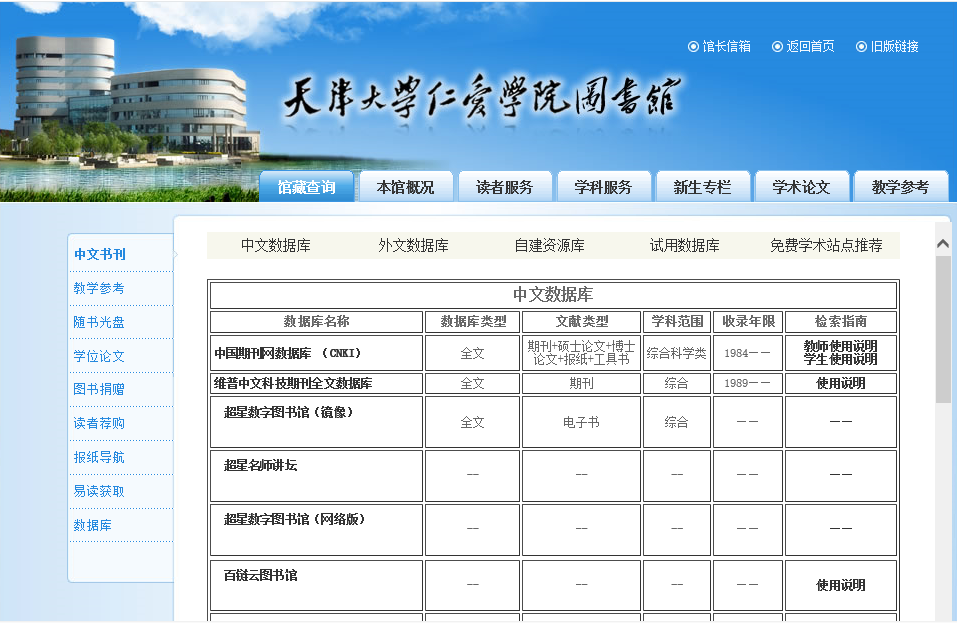 馆长信箱 返回首页 旧版链接
天津大学仁爱學院圖書館
馆藏查询 本馆概况 读者服务 学科服务 新生专栏 学术论文 教学参考
中文书刊
教学参考
随书光盘
学位论文
图书捐赠
读者荐购
报纸导航
易读获取
数据库
中文数据库 外文数据库 自建资源库 试用数据库 免费学术站点推荐
中文数据库
数据库名称 数据库类型 文献类型 学科范围 收录年限 检索指南
中国期刊网数据库 （CNKI） 全文 期刊+硕士论文+博士 综合科学类 1984—— 教师使用说明
论文+报纸+工具书 学生使用说明
维普中文科技期刊全文数据库 全文 期刊 综合 1989—— 使用说明
超星数字图书馆（镜像） 全文 电子书 综合 —— ——
超星名师讲坛 -- -- -- —— ——
超星数字图书馆（网络版） -- -- -- —— ——
百链云图书馆 -- -- -- —— 使用说明